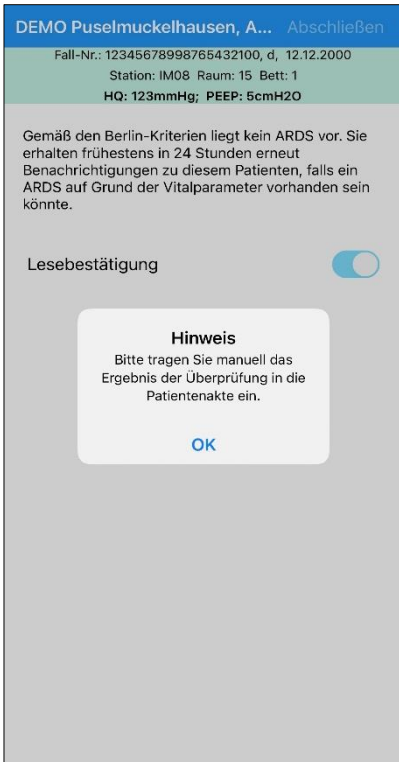 DEMO Puselmuckelhausen, A... Abschließen
Fall-Nr.: 12345678998765432100, d, 12.12.2000
Station: IM08 Raum: 15 Bett: 1
HQ: 123mmHg; PEEP: 5cmH2O
Gemäß den Berlin-Kriterien liegt kein ARDS vor. Sie
erhalten frühestens in 24 Stunden erneut
Benachrichtigungen zu diesem Patienten, falls ein
ARDS auf Grund der Vitalparameter vorhanden sein
könnte.
Lesebestätigung
Hinweis
Bitte tragen Sie manuell das
Ergebnis der Überprüfung in die
Patientenakte ein.
OK